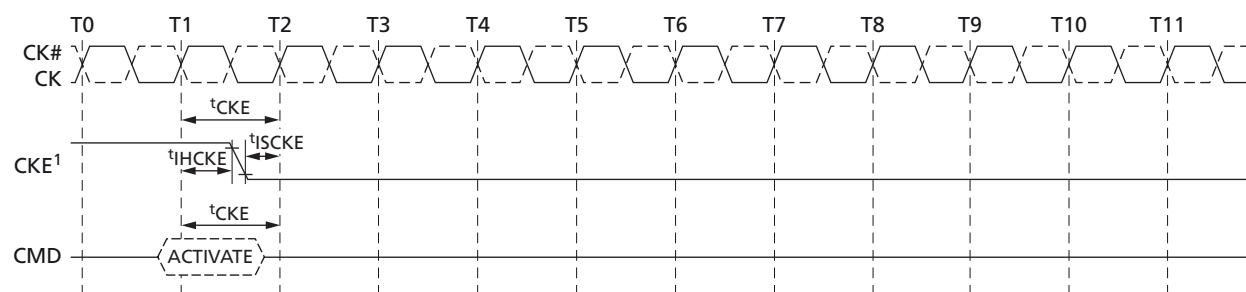 T0 T1 T2 T3 T4 T5 T6 T7 T8 T9 T10 T11
CK#
CK
tCKE
tISCKE
CKE1
tIHCKE
tCKE
CMD
ACTIVATE